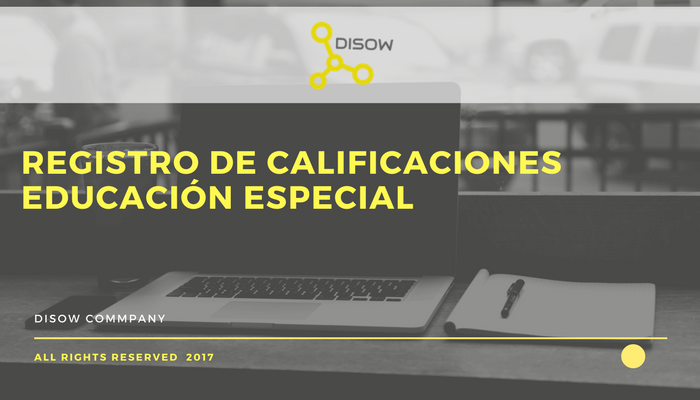 DISOW
REGISTRO DE CALIFICACIONES
EDUCACIÓN ESPECIAL
DISOW COMMPANY
ALL RIGHTS RESERVED 2017